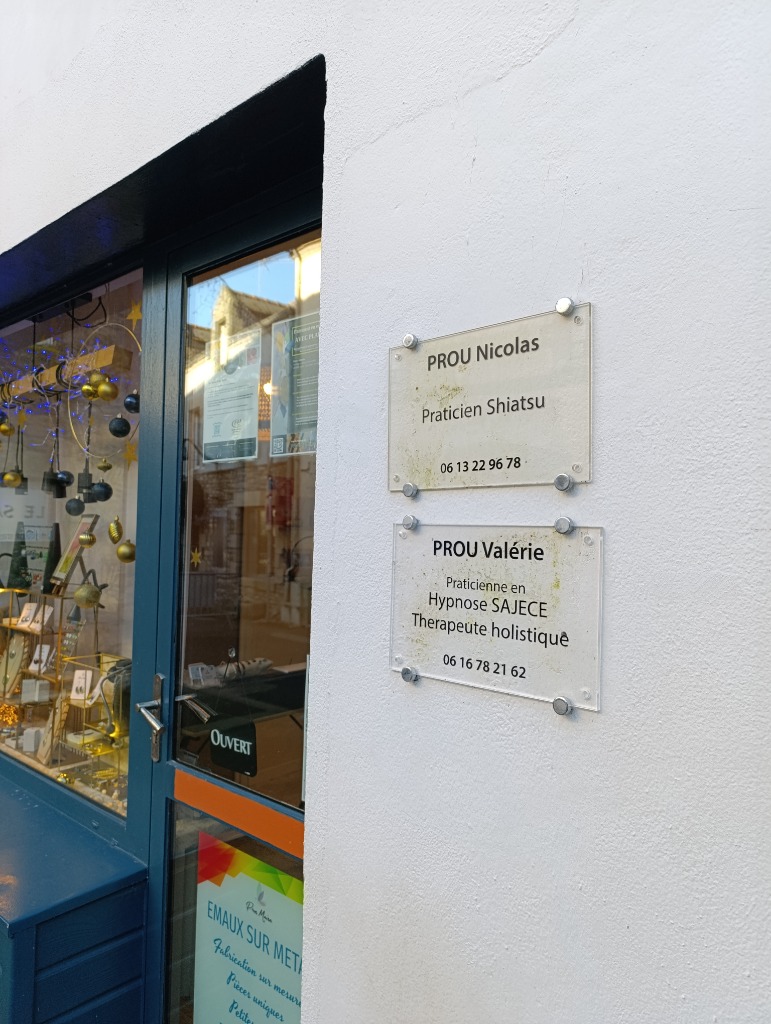 PROU Nicolas
Praticien Shiatsu
06 13 22 96 78
PROU Valérie
Praticienne en
Hypnose SAJECE
Therapeute holistique
06 16 78 21 62
OUVERT
EMAUX SUR META
Fabrication sur mesure
Pièces uniques